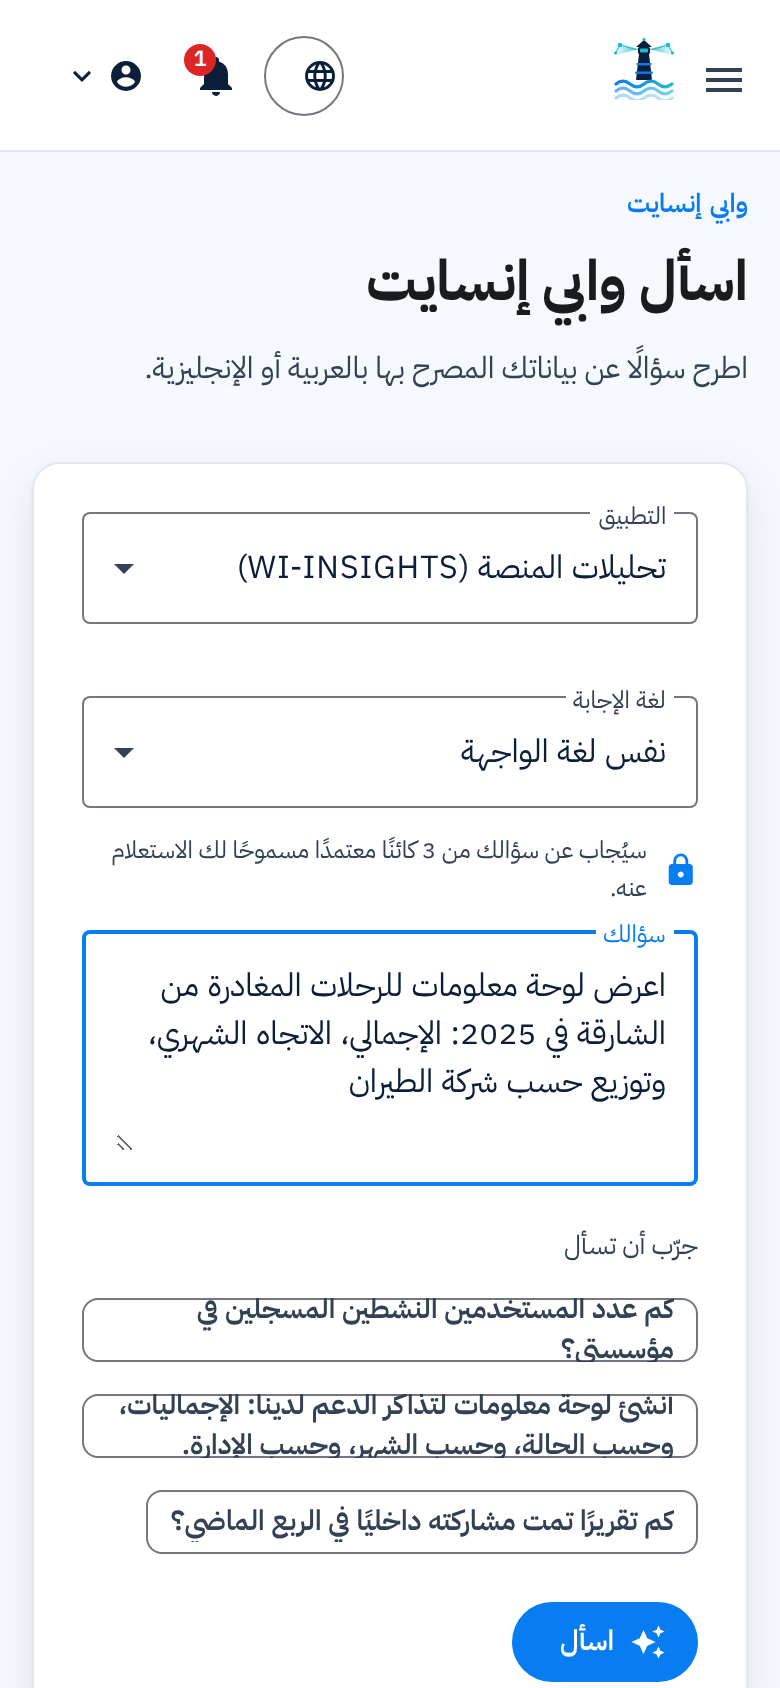 1
وابي إنسايت
اسأل وابي إنسايت
اطرح سؤالًا عن بياناتك المصرح بها بالعربية أو الإنجليزية.
التطبيق
تحليلات المنصة (WI-INSIGHTS)
لغة الإجابة
نفس لغة الواجهة
سيُجاب عن سؤالك من 3 كائنًا معتمدًا مسموحًا لك الاستعلام
عنه.
سؤالك
اعرض لوحة معلومات للرحلات المغادرة من
الشارقة في 2025: الإجمالي، الاتجاه الشهري،
وتوزيع حسب شركة الطيران
جرّب أن تسأل
كم عدد المستخدمين النشطين المسجلين في
مؤسستي؟
أنشئ لوحة معلومات لتذاكر الدعم لدينا: الإجماليات،
وحسب الحالة، وحسب الشهر، وحسب الإدارة.
كم تقريرًا تمت مشاركته داخليًا في الربع الماضي؟
اسأل